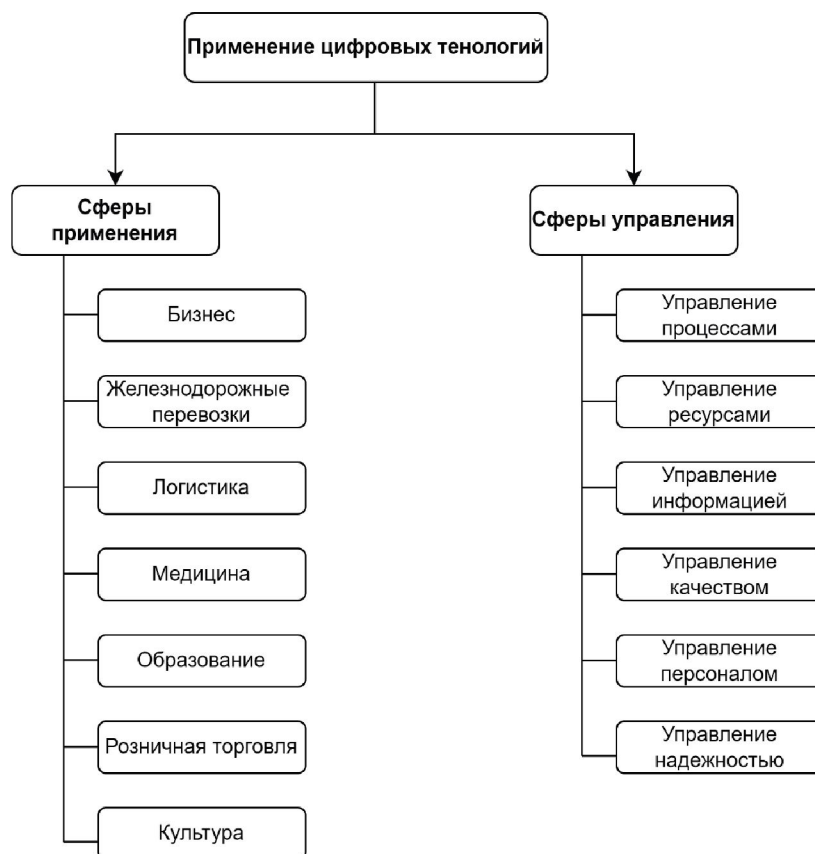 Применение цифровых тенологий
Сферы
применения
Бизнес
Железнодорожные
перевозки
Логистика
Медицина
Образование
Розничная торговля
Культура
Сферы управления
Управление
процессами
Управление
ресурсами
Управление
информацией
Управление
качеством
Управление
персоналом
Управление
надежностью